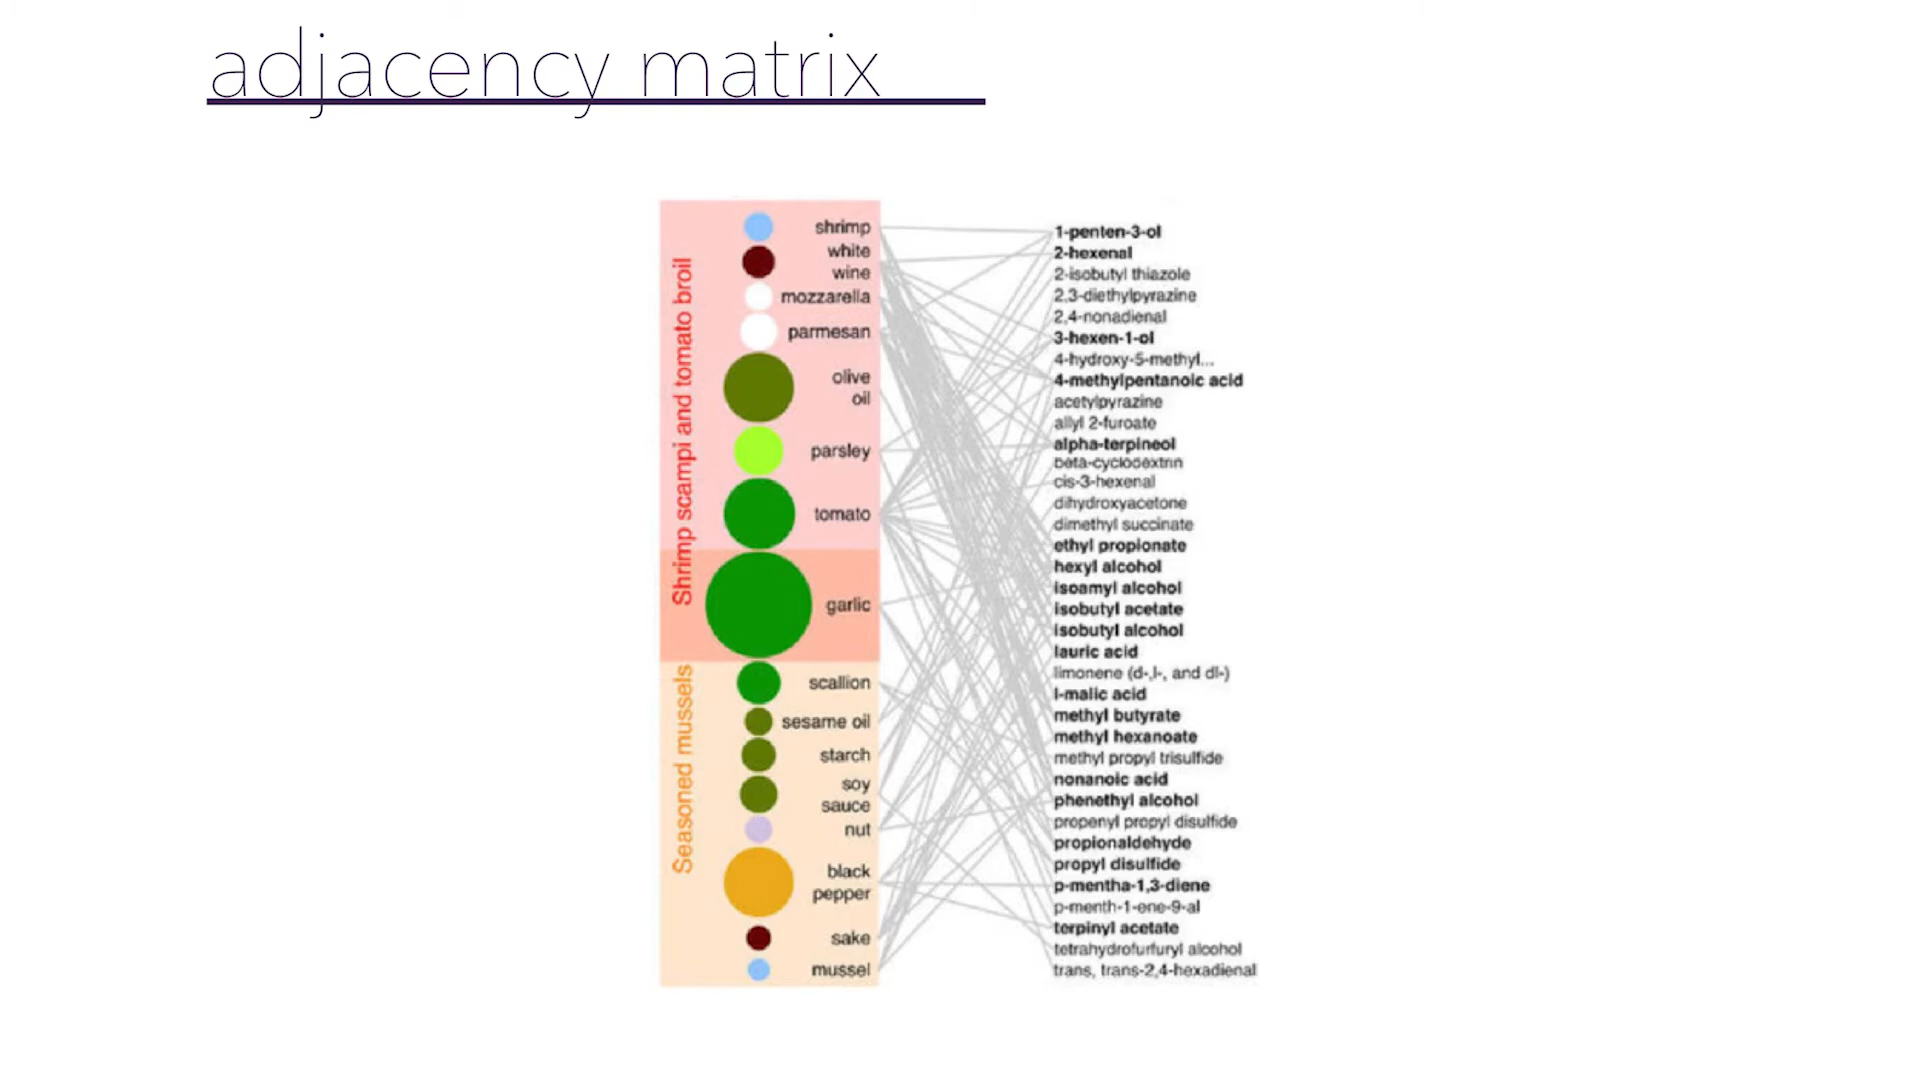 adjacency matrix
Shrimp scampi and tomato broil
Seasoned mussels
shrimp
white
wine
mozzarella
parmesan
olive
oil
parsley
tomato
garlic
scallion
sesame oil
starch
soy
sauce
nut
black
pepper
sake
mussel
1-penten-3-ol
2-hexenal
2-isobutyl thiazole
2,3-diethylpyrazine
2,4-nonadienal
3-hexen-1-ol
4-hydroxy-5-methyl...
4-methylpentanoic acid
acetylpyrazine
allyl 2-furoate
alpha-terpineol
beta-cyclodextrin
cis-3-hexenal
dihydroxyacetone
dimethyl succinate
ethyl propionate
hexyl alcohol
isoamyl alcohol
isobutyl acetate
isobutyl alcohol
lauric acid
limonene (d-,l-, and dl-)
l-malic acid
methyl butyrate
methyl hexanoate
methyl propyl trisulfide
nonanoic acid
phenethyl alcohol
propenyl propyl disulfide
propionaldehyde
propyl disulfide
p-mentha-1,3-diene
p-menth-1-ene-9-al
terpinyl acetate
tetrahydrofurfuryl alcohol
trans, trans-2,4-hexadienal